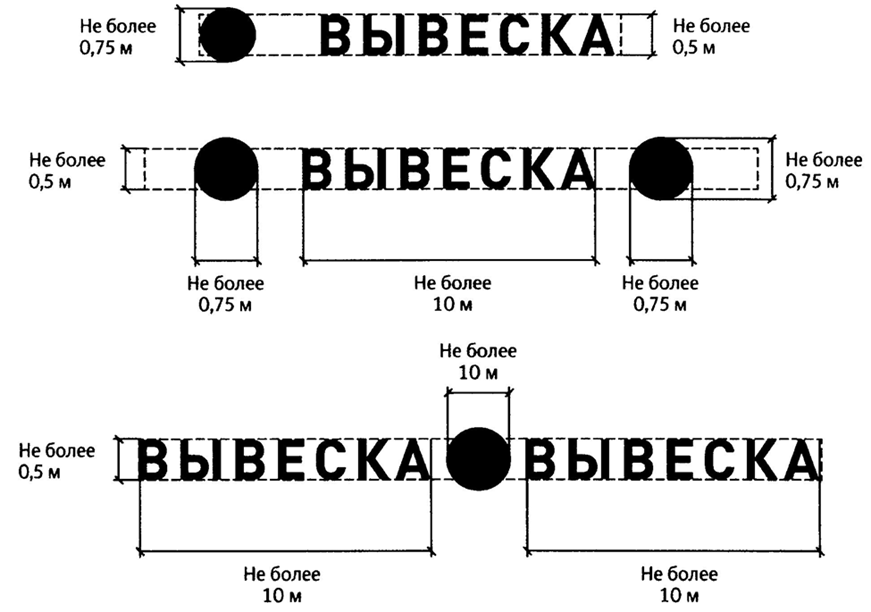 Не более
0,75 м
ВЫВЕСКА
Не более
0,5 м
Не более
0,5 м
ВЫВЕСКА
Не более
0,75 м
Не более
0,75 м
Не более
10 м
Не более
0,75 м
Не более
10 м
Не более
0,5 м
ВЫВЕСКА
ВЫВЕСКА
Не более
10 м
Не более
10 м